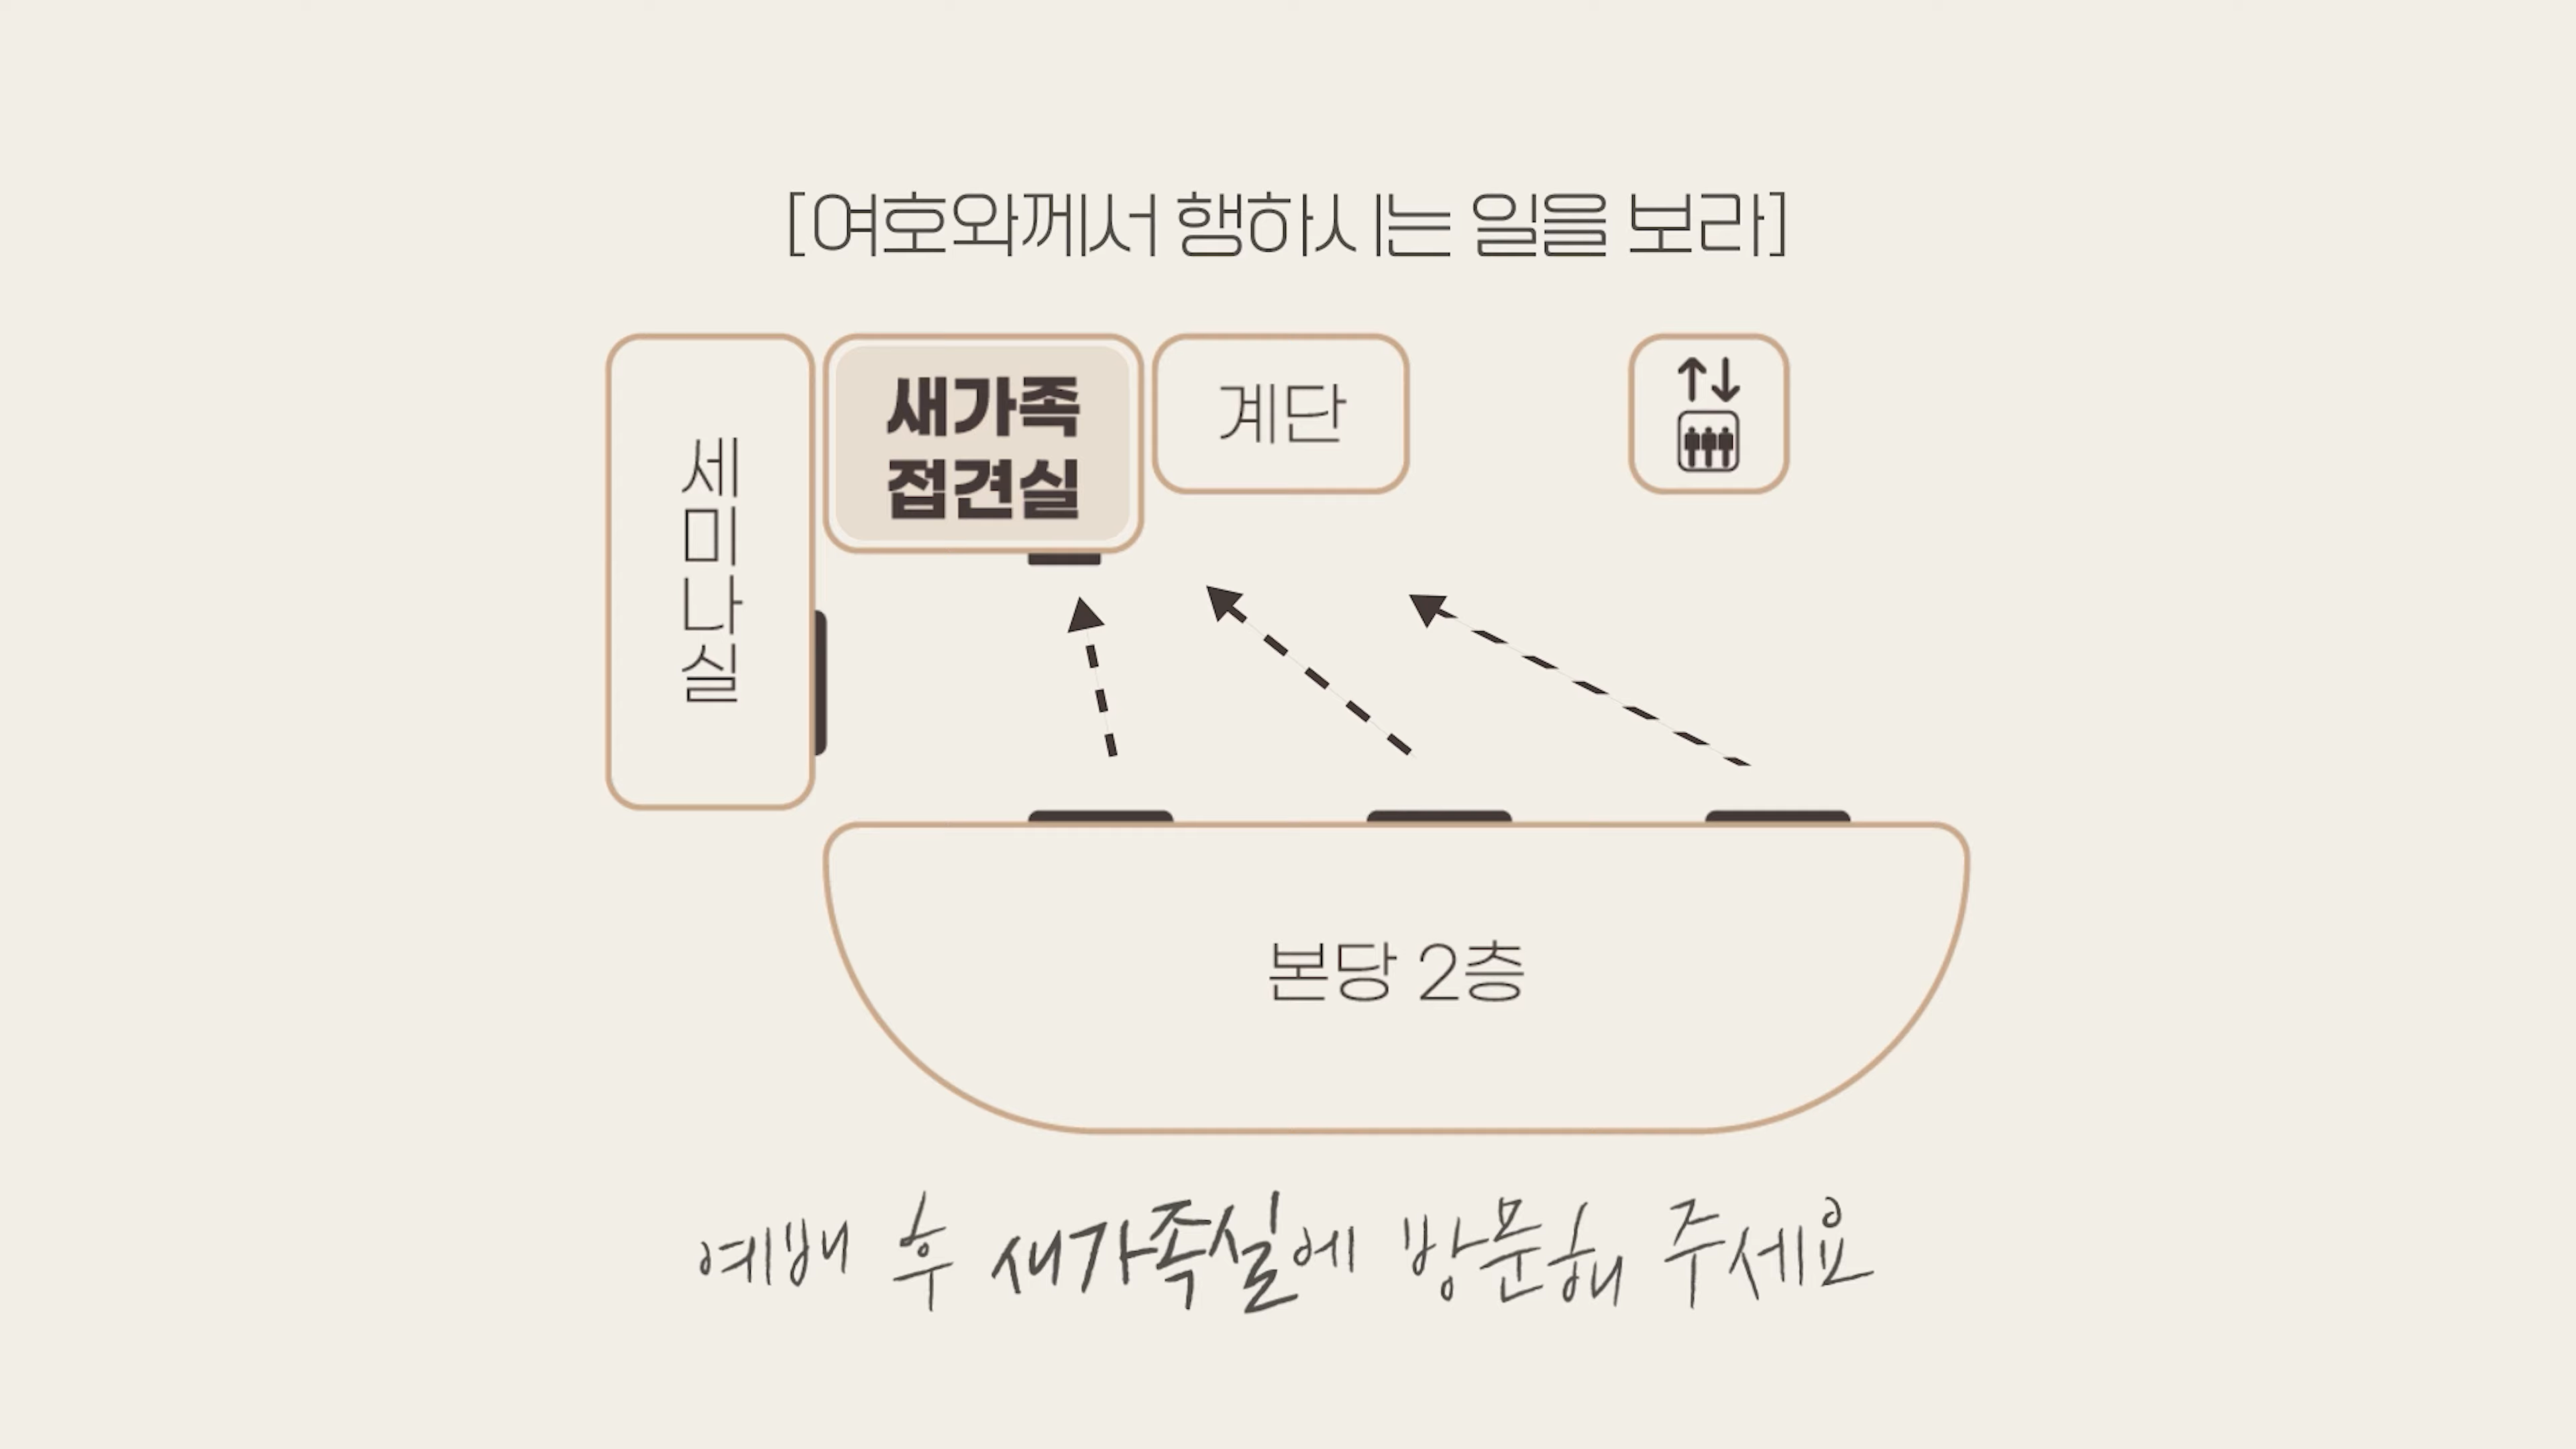 [여호와께서 행하시는 일을 보라]
세미나실
새가족
접견실
계단
본당 2층
예배 후 새가족실에 방문해 주세요